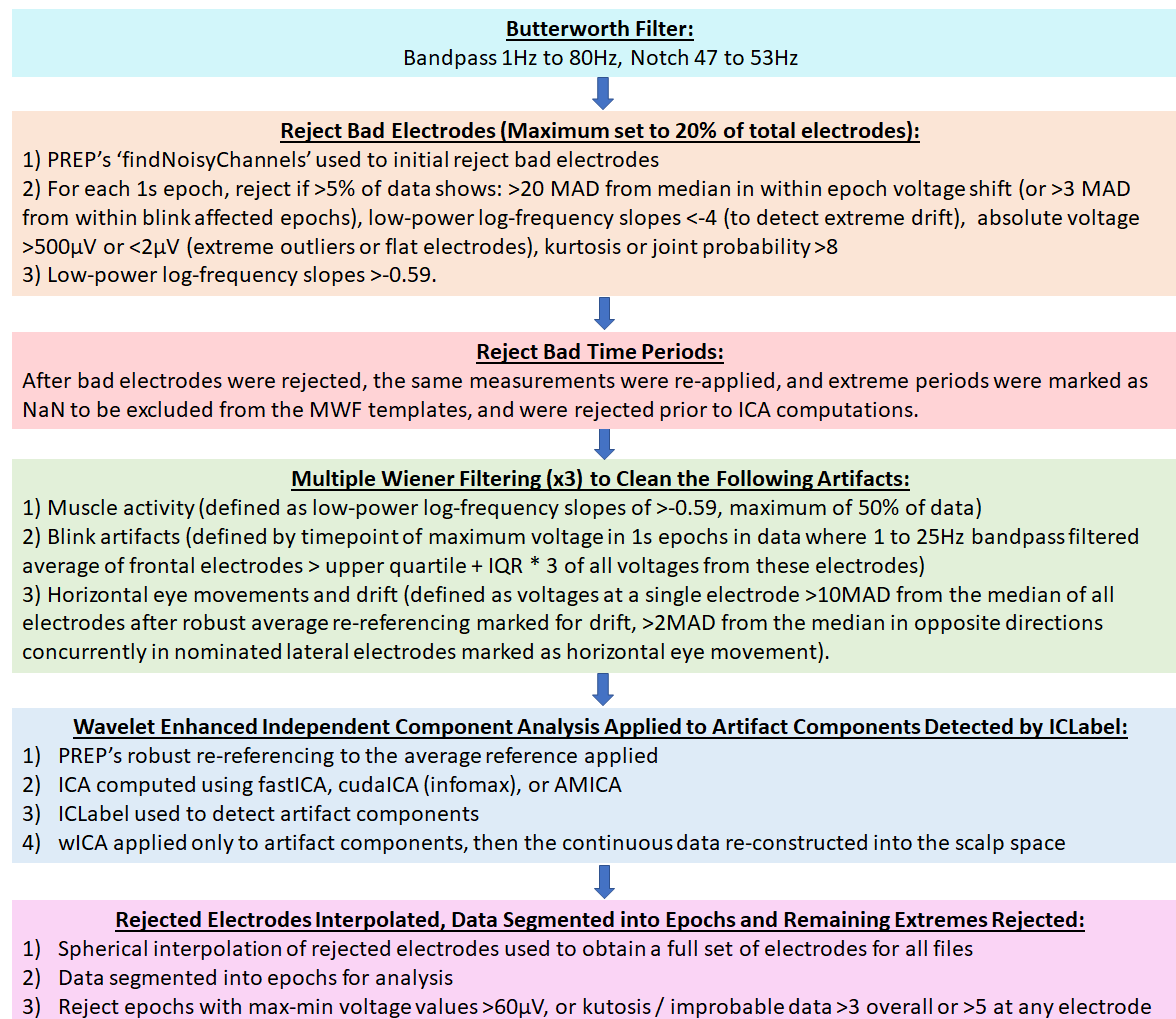 Butterworth Filter:
Bandpass 1Hz to 80Hz, Notch 47 to 53Hz
Reject Bad Electrodes (Maximum set to 20% of total electrodes):
1) PREP’s ‘findNoisyChannels’ used to initial reject bad electrodes
2) For each 1s epoch, reject if >5% of data shows: >20 MAD from median in within epoch voltage shift (or >3 MAD
from within blink affected epochs), low-power log-frequency slopes <-4 (to detect extreme drift), absolute voltage
>500µV or <2µV (extreme outliers or flat electrodes), kurtosis or joint probability >8
3) Low-power log-frequency slopes >-0.59.
Reject Bad Time Periods:
After bad electrodes were rejected, the same measurements were re-applied, and extreme periods were marked as
NaN to be excluded from the MWF templates, and were rejected prior to ICA computations.
Multiple Wiener Filtering (x3) to Clean the Following Artifacts:
1) Muscle activity (defined as low-power log-frequency slopes of >-0.59, maximum of 50% of data)
2) Blink artifacts (defined by timepoint of maximum voltage in 1s epochs in data where 1 to 25Hz bandpass filtered
average of frontal electrodes > upper quartile + IQR * 3 of all voltages from these electrodes)
3) Horizontal eye movements and drift (defined as voltages at a single electrode >10MAD from the median of all
electrodes after robust average re-referencing marked for drift, >2MAD from the median in opposite directions
concurrently in nominated lateral electrodes marked as horizontal eye movement).
Wavelet Enhanced Independent Component Analysis Applied to Artifact Components Detected by ICLabel:
1) PREP’s robust re-referencing to the average reference applied
2) ICA computed using fastICA, cudaICA (infomax), or AMICA
3) ICLabel used to detect artifact components
4) wICA applied only to artifact components, then the continuous data re-constructed into the scalp space
Rejected Electrodes Interpolated, Data Segmented into Epochs and Remaining Extremes Rejected:
1) Spherical interpolation of rejected electrodes used to obtain a full set of electrodes for all files
2) Data segmented into epochs for analysis
3) Reject epochs with max-min voltage values >60µV, or kutosis / improbable data >3 overall or >5 at any electrode